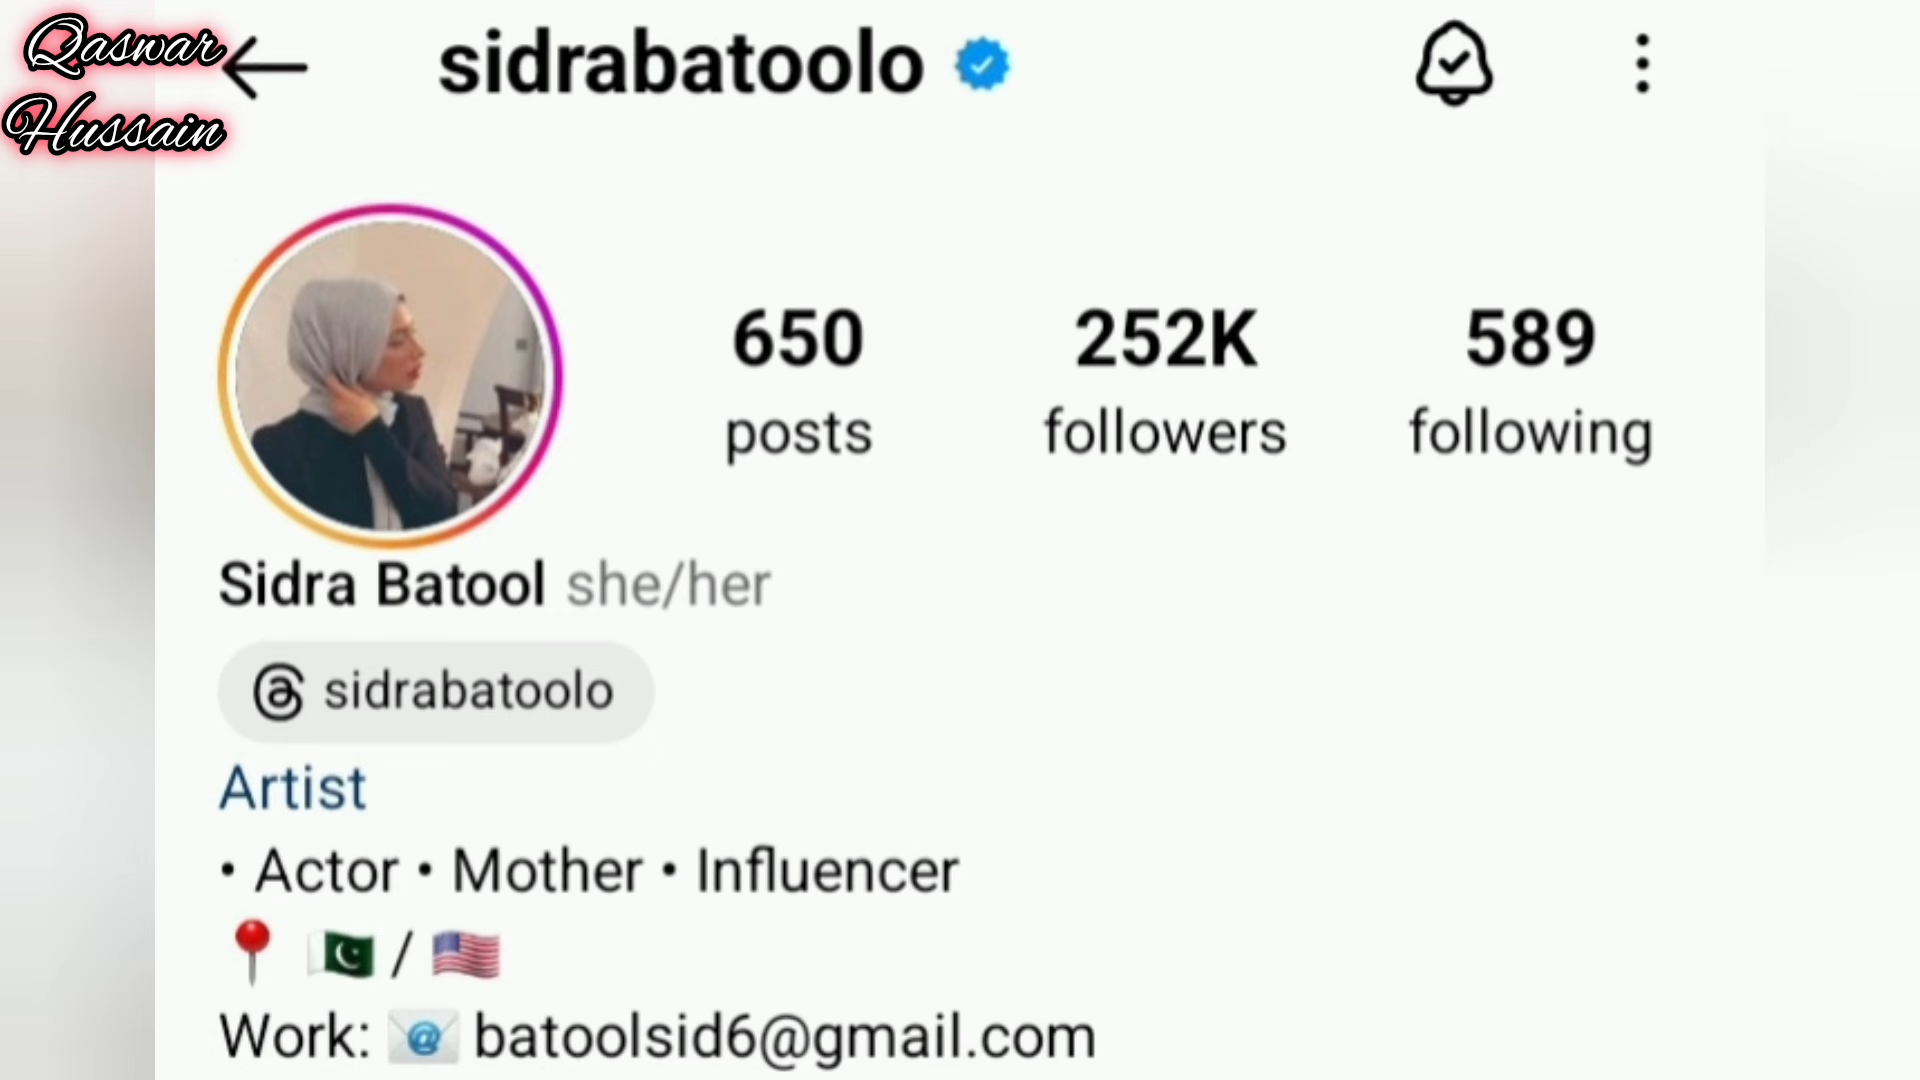 Qaswar
Hussain
sidrabatoolo
650 252K 589
posts followers following
Sidra Batool she/her
sidrabatoolo
Artist
• Actor • Mother • Influencer
📍 🇵🇰 / 🇺🇸
Work: 📧 batoolsid6@gmail.com